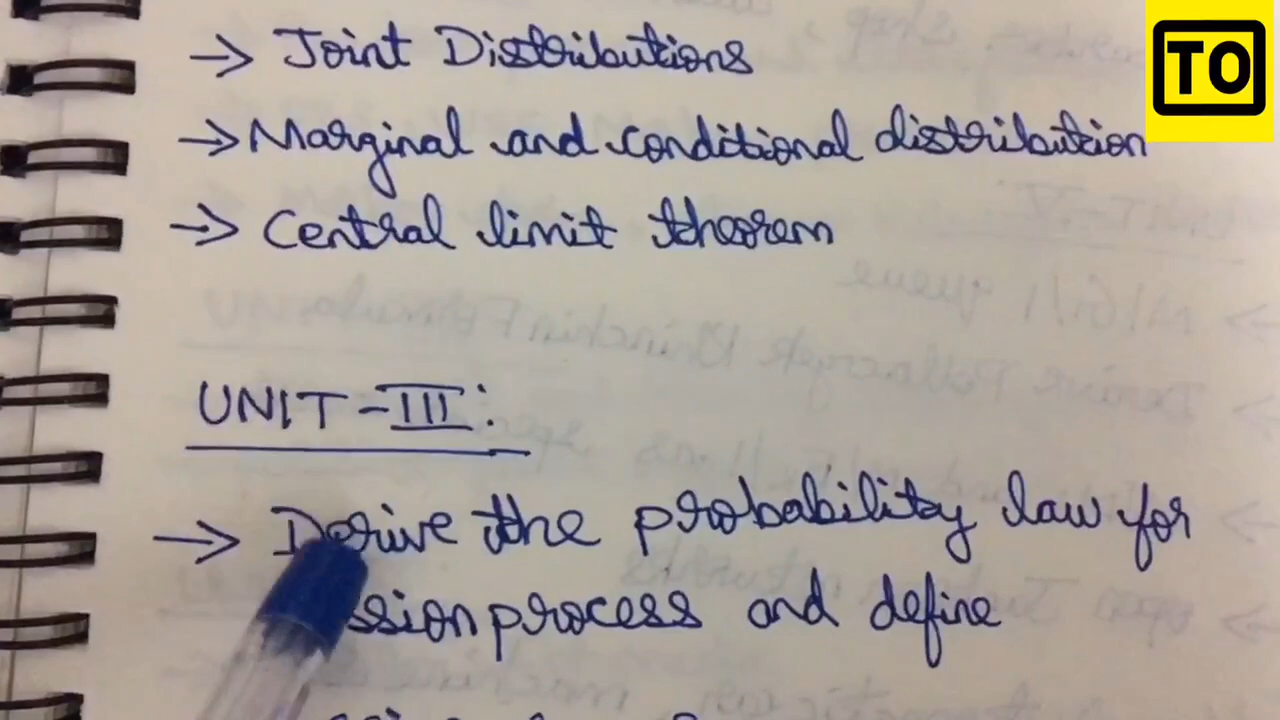 TO
→ Joint Distributions
→ Marginal and conditional distribution
→ Central limit theorem
UNIT-III:
→ Derive the probability law for
process and define